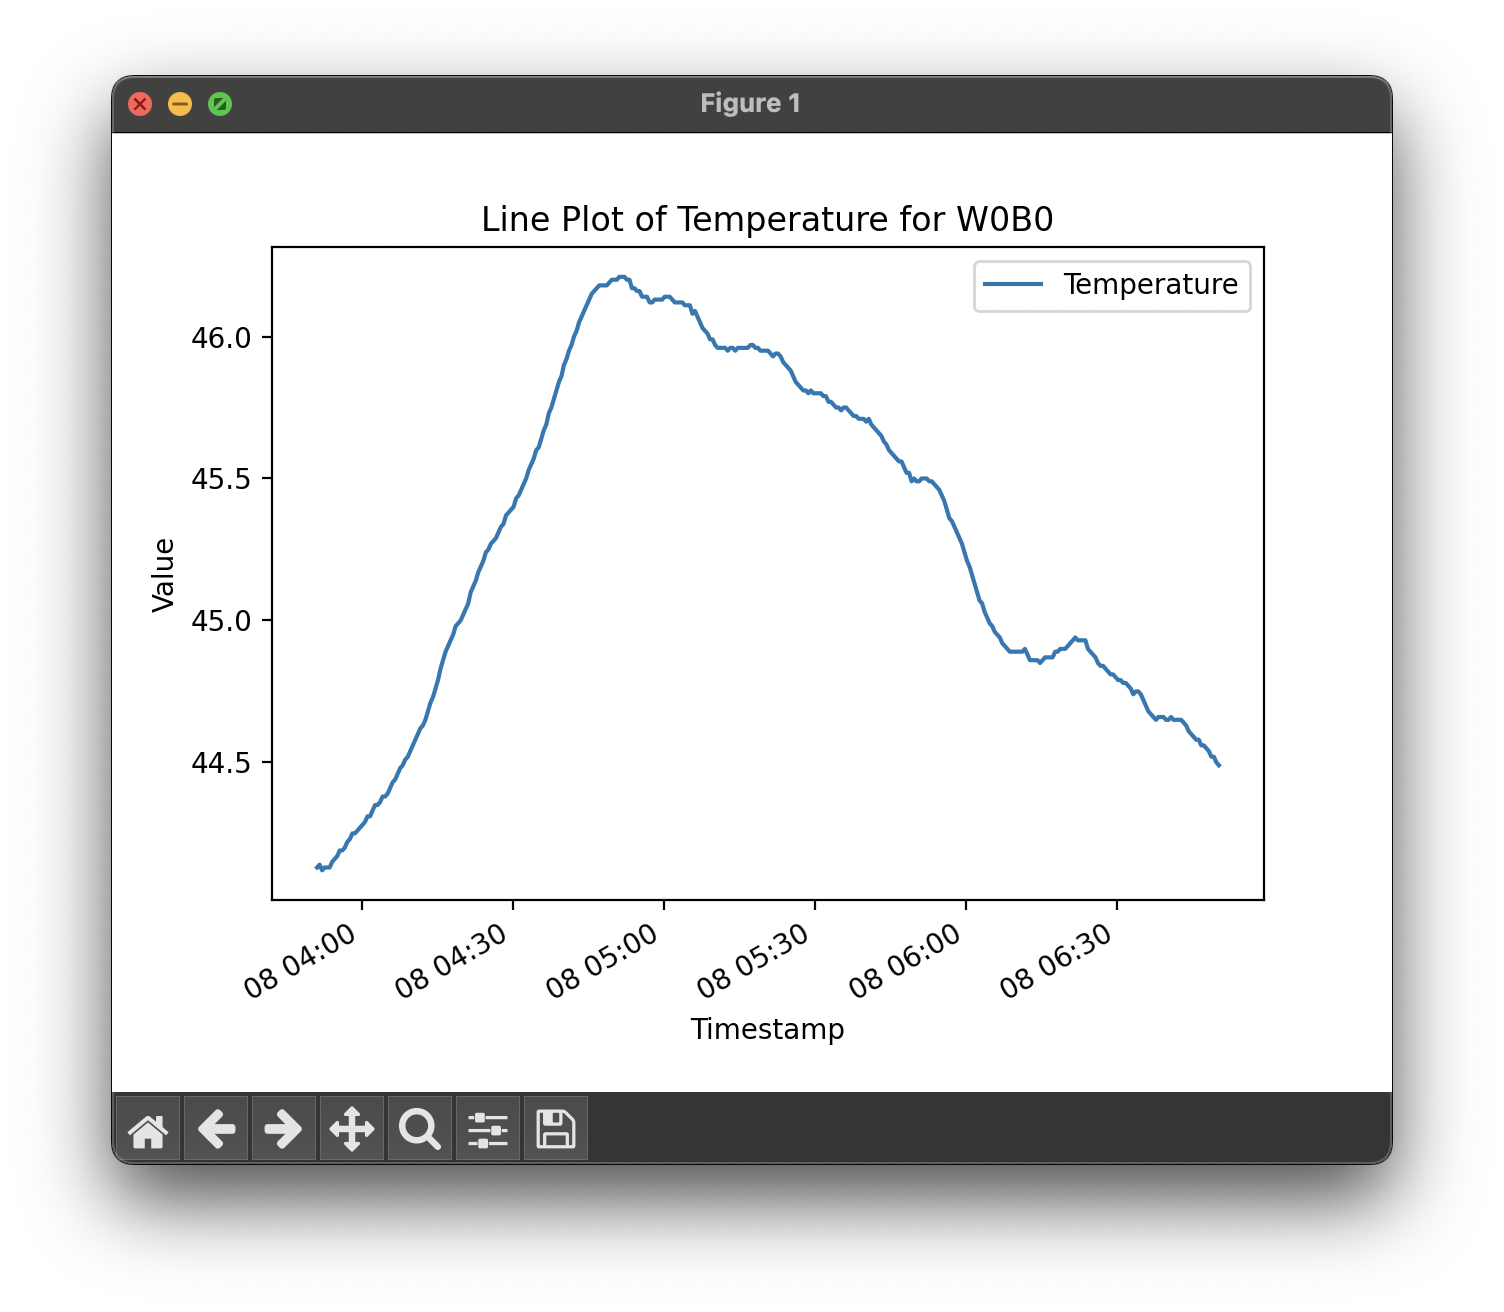 Figure 1
Line Plot of Temperature for W0B0
Temperature
46.0
45.5
45.0
44.5
Value
08 04:00
08 04:30
08 05:00
08 05:30
08 06:00
08 06:30
Timestamp